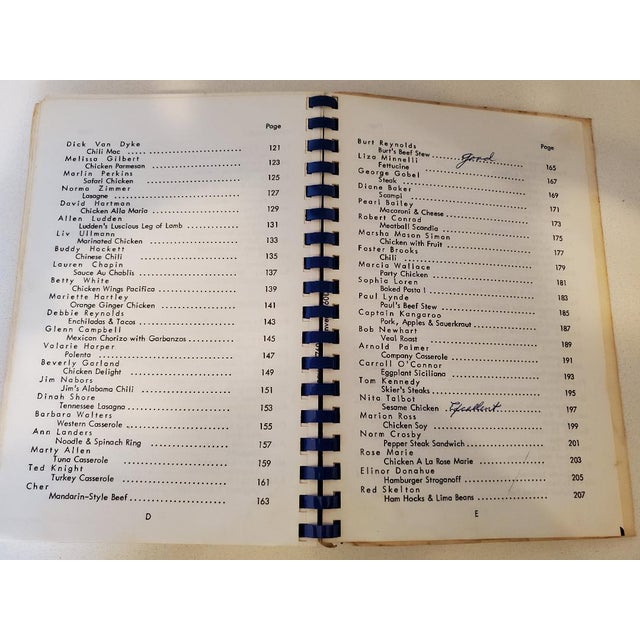 Page
Dick Van Dyke
Chili Mac 121
Melissa Gilbert
Chicken Parmesan 123
Marlin Perkins
Safari Chicken 125
Norma Zimmer
Lasagne 127
David Hartman
Chicken Alla Maria 129
Allen Ludden
Ludden's Luscious Leg of Lamb 131
Liv Ullmann
Marinated Chicken 133
Buddy Hackett
Chinese Chili 135
Lauren Chapin
Sauce Au Chablis 137
Betty White
Chicken Wings Pacifica 139
Mariette Hartley
Orange Ginger Chicken 141
Debbie Reynolds
Enchiladas & Tacos 143
Glenn Campbell
Mexican Chorizo with Garbanzos 145
Valarie Harper
Polenta 147
Beverly Garland
Chicken Delight 149
Jim Nabors
Jim's Alabama Chili 151
Dinah Shore
Tennessee Lasagna 153
Barbara Walters
Western Casserole 155
Ann Landers
Noodle & Spinach Ring 157
Marty Allen
Tuna Casserole 159
Ted Knight
Turkey Casserole 161
Cher
Mandarin-Style Beef 163
D
Page
Burt Reynolds
Burt's Beef Stew good 165
Liza Minnelli
Fettucine 167
George Gobel
Steak 169
Diane Baker
Scampi 171
Pearl Bailey
Macaroni & Cheese 173
Robert Conrad
Meatball Scandia 175
Marsha Mason Simon
Chicken with Fruit 177
Foster Brooks
Chili 179
Marcia Wallace
Party Chicken 181
Sophia Loren
Baked Pasta ! 183
Paul Lynde
Paul's Beef Stew 185
Captain Kangaroo
Pork, Apples & Sauerkraut 187
Bob Newhart
Veal Roast 189
Arnold Palmer
Company Casserole 191
Carroll O'Connor
Eggplant Siciliana 193
Tom Kennedy
Skier's Steaks 195
Nita Talbot
Sesame Chicken 197
Marion Ross
Chicken Soy 199
Norm Crosby
Pepper Steak Sandwich 201
Rose Marie
Chicken A La Rose Marie 203
Elinor Donahue
Hamburger Stroganoff 205
Red Skelton
Ham Hocks & Lima Beans 207
E